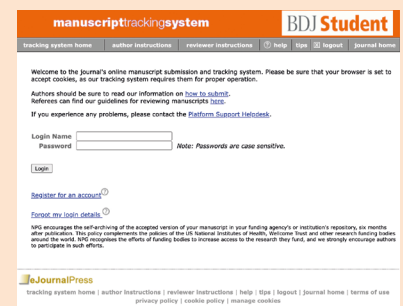 manuscripttrackingsystem
BDJ Student
tracking system home author instructions reviewer instructions ? help tips logout journal home
Welcome to the journal's online manuscript submission and tracking system. Please be sure that your browser is set to
accept cookies, as our tracking system requires them for proper operation.
Authors should be sure to read our information on how to submit.
Referees can find our guidelines for reviewing manuscripts here.
If you experience any problems, please contact the Platform Support Helpdesk.
Login Name
Password Note: Passwords are case sensitive.
Login
Register for an account?
Forgot my login details ?
NPG encourages the self-archiving of the accepted version of your manuscript in your funding agency's or institution's repository, six months
after publication. This policy complements the policies of the US National Institutes of Health, Wellcome Trust and other research funding bodies
around the world. NPG recognises the efforts of funding bodies to increase access to the research they fund, and we strongly encourage authors
to participate in such efforts.
eJournalPress
tracking system home | author instructions | reviewer instructions | help | tips | logout | journal home | terms of use
privacy policy | cookie policy | manage cookies